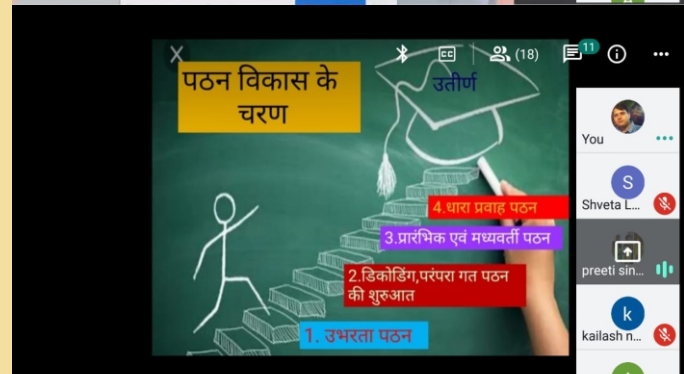 CC
(18)
11
पठन विकास के
चरण
उतीर्ण
4.धारा प्रवाह पठन
3.प्रारंभिक एवं मध्यवर्ती पठन
2.डिकोडिंग,परंपरा गत पठन
की शुरुआत
1. उभरता पठन
You
S
Shveta L...
preeti sin...
k
kailash n...